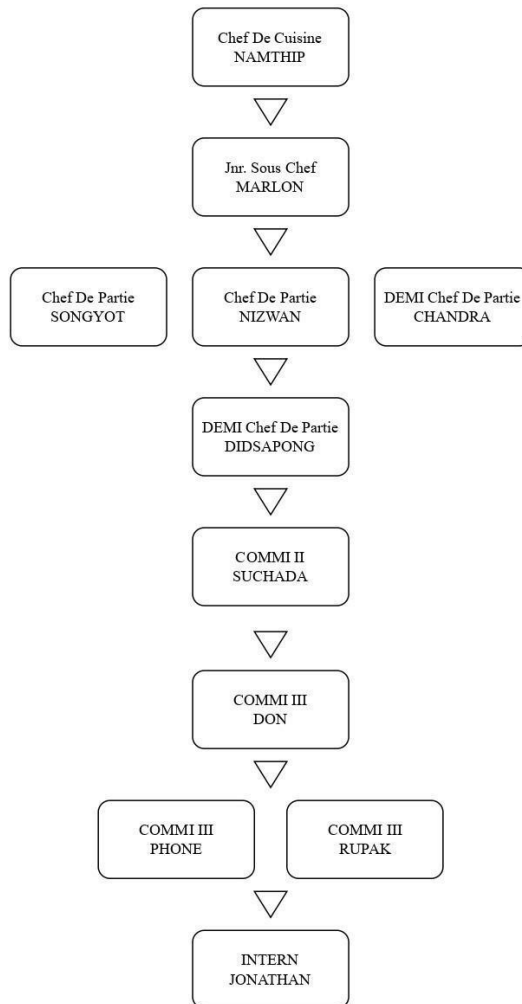 Chef De Cuisine
NAMTHIP
Jnr. Sous Chef
MARLON
Chef De Partie
SONGYOT
Chef De Partie
NIZWAN
DEMI Chef De Partie
CHANDRA
DEMI Chef De Partie
DIDSAPONG
COMMI II
SUCHADA
COMMI III
DON
COMMI III
PHONE
COMMI III
RUPAK
INTERN
JONATHAN